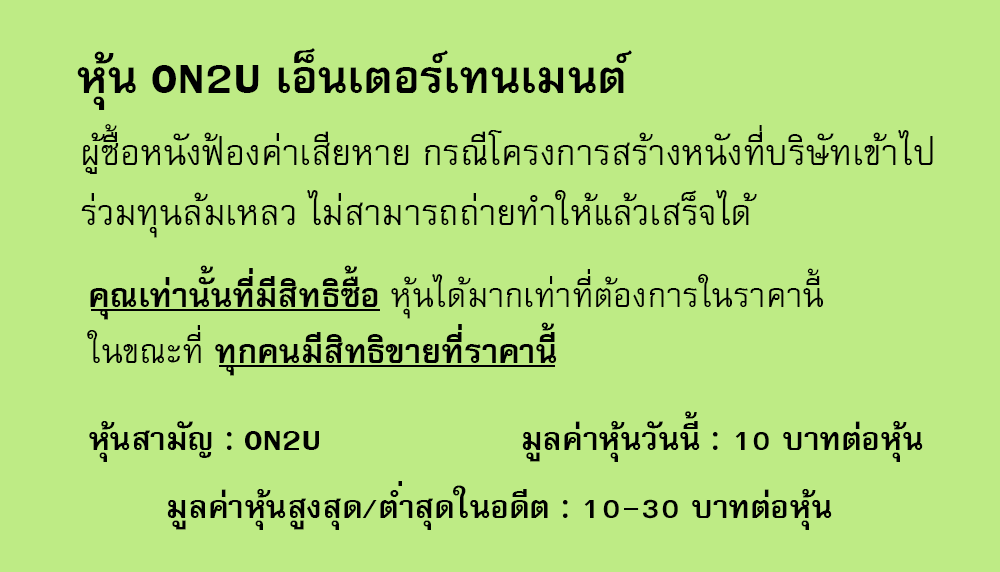 หุ้น ON2U เอ็นเตอร์เทนเมนต์
ผู้ซื้อหนังฟ้องค่าเสียหาย กรณีโครงการสร้างหนังที่บริษัทเข้าไป
ร่วมทุนล้มเหลว ไม่สามารถถ่ายทำให้แล้วเสร็จได้
คุณเท่านั้นที่มีสิทธิซื้อ หุ้นได้มากเท่าที่ต้องการในราคานี้
ในขณะที่ ทุกคนมีสิทธิขายที่ราคานี้
หุ้นสามัญ : ON2U มูลค่าหุ้นวันนี้ : 10 บาทต่อหุ้น
มูลค่าหุ้นสูงสุด/ต่ำสุดในอดีต : 10-30 บาทต่อหุ้น